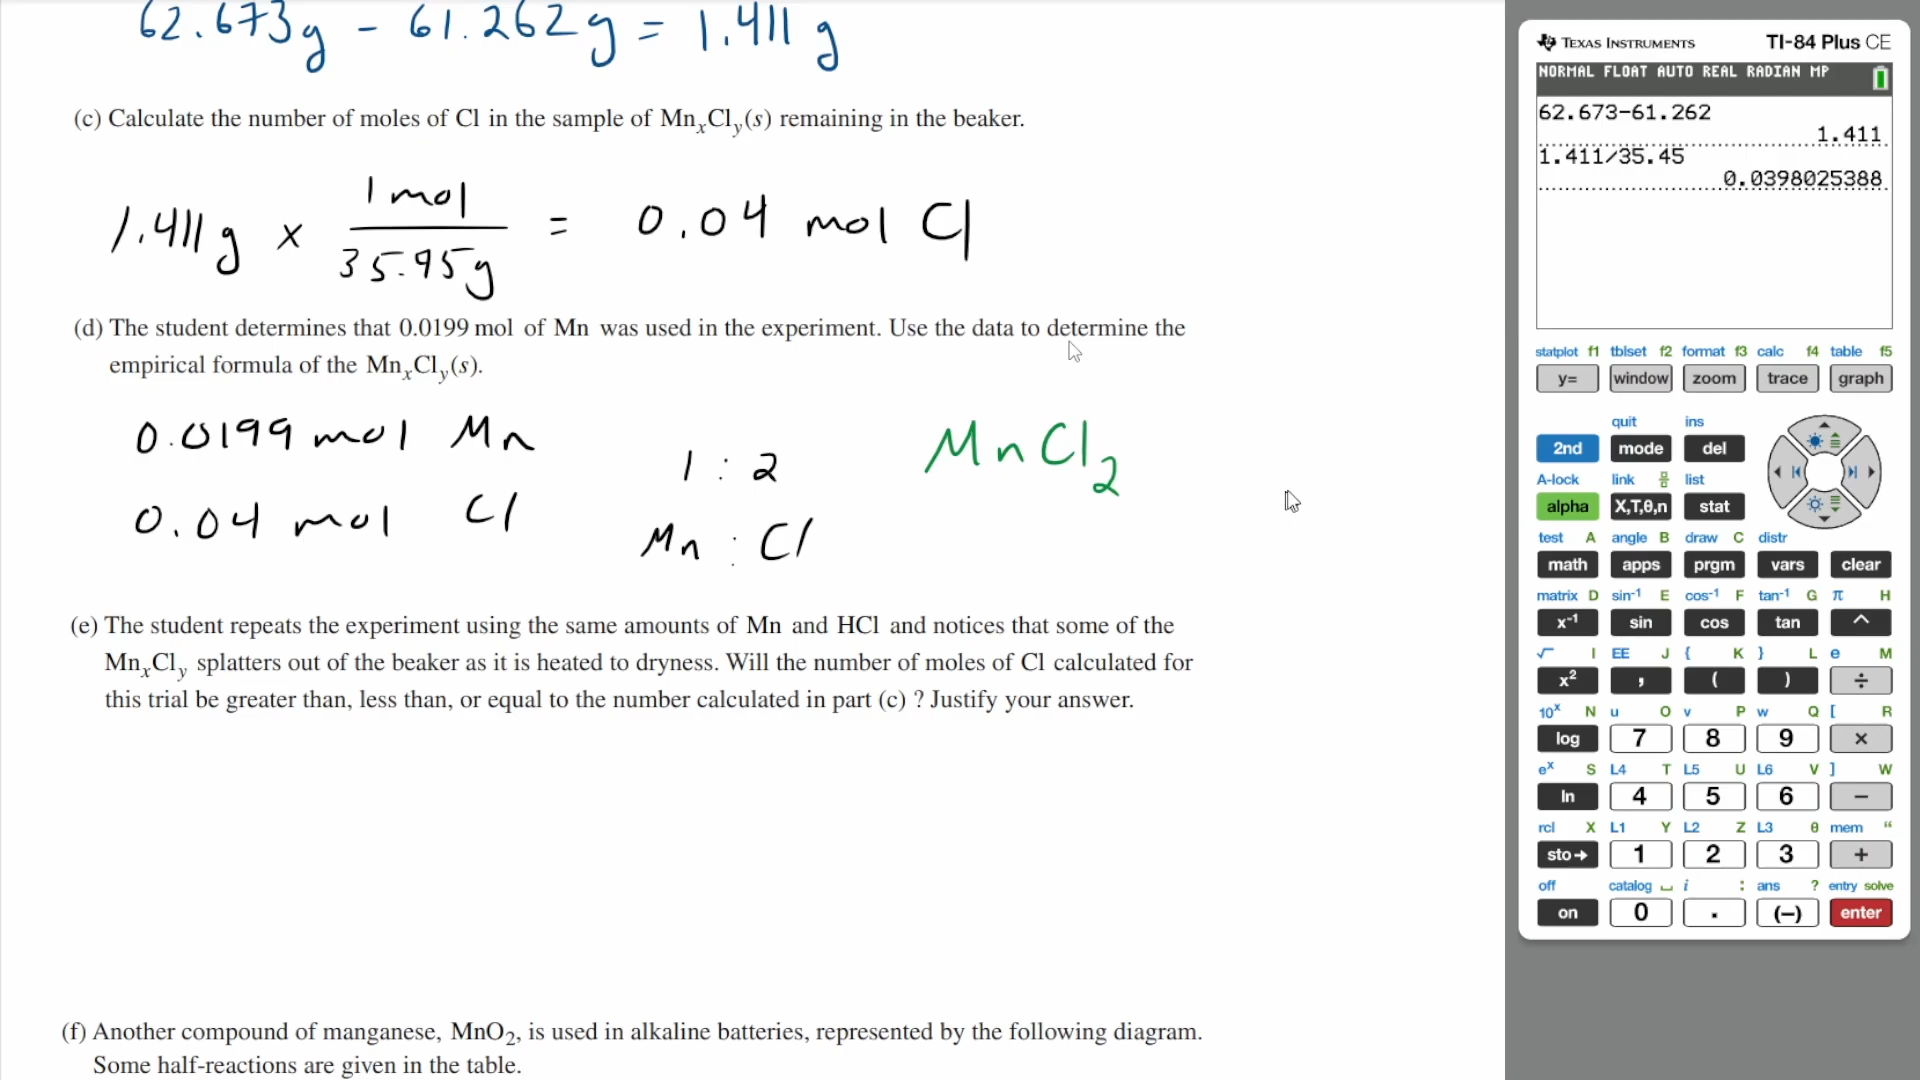 62.673g - 61.262g = 1.411 g
(c) Calculate the number of moles of Cl in the sample of MnₓClᵧ(s) remaining in the beaker.
1.411g × 1 mol / 35.95g = 0.04 mol Cl
(d) The student determines that 0.0199 mol of Mn was used in the experiment. Use the data to determine the
empirical formula of the MnₓClᵧ(s).
0.0199 mol Mn
0.04 mol Cl
1 : 2
Mn : Cl
MnCl₂
(e) The student repeats the experiment using the same amounts of Mn and HCl and notices that some of the
MnₓClᵧ splatters out of the beaker as it is heated to dryness. Will the number of moles of Cl calculated for
this trial be greater than, less than, or equal to the number calculated in part (c) ? Justify your answer.
(f) Another compound of manganese, MnO₂, is used in alkaline batteries, represented by the following diagram.
Some half-reactions are given in the table.
TEXAS INSTRUMENTS TI-84 Plus CE
NORMAL FLOAT AUTO REAL RADIAN MP
62.673-61.262
1.411
1.411/35.45
0.0398025388
statplot f1 tblset f2 format f3 calc f4 table f5
y= window zoom trace graph
quit ins
2nd mode del
A-lock link list
alpha X,T,θ,n stat
test A angle B draw C distr
math apps prgm vars clear
matrix D sin⁻¹ E cos⁻¹ F tan⁻¹ G π H
x⁻¹ sin cos tan ^
√ I EE J { K } L e M
x² , ( ) ÷
10ˣ N u O v P w Q [ R
log 7 8 9 ×
eˣ S L4 T L5 U L6 V ] W
ln 4 5 6 −
rcl X L1 Y L2 Z L3 θ mem “
sto→ 1 2 3 +
off catalog ⎵ i : ans ? entry solve
on 0 . (−) enter